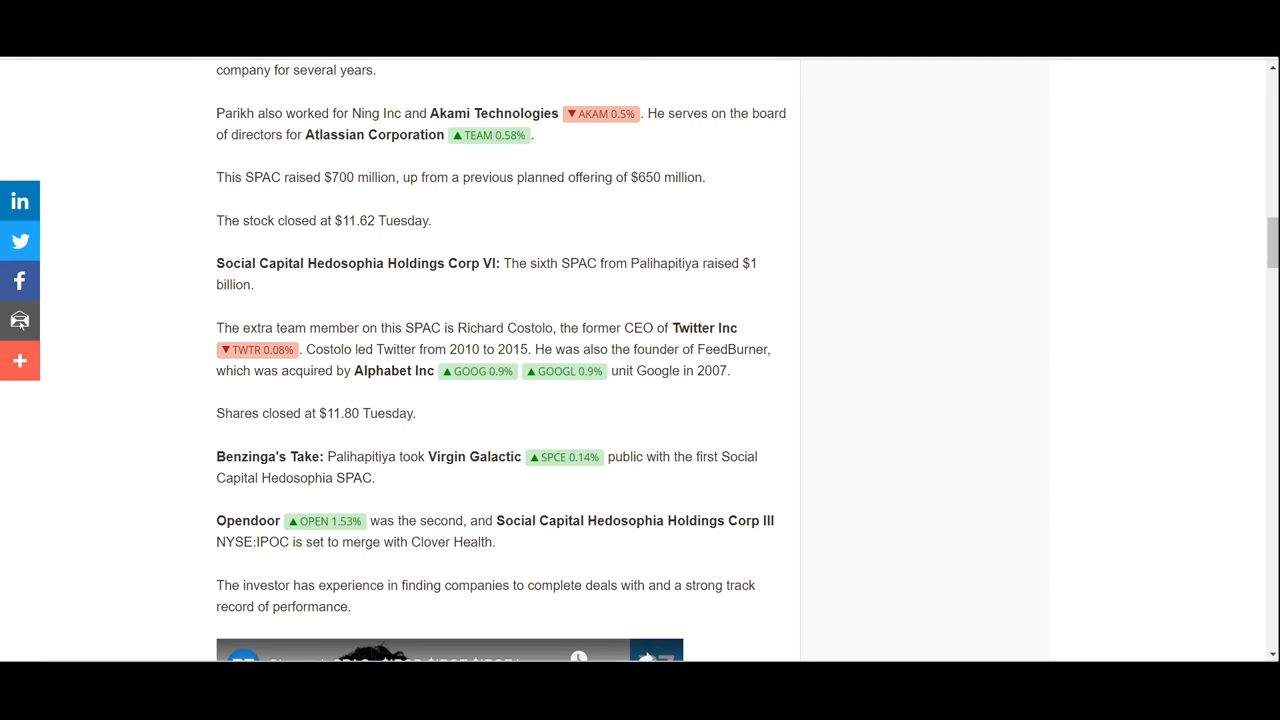 company for several years.
Parikh also worked for Ning Inc and Akami Technologies ▼ AKAM 0.5% . He serves on the board
of directors for Atlassian Corporation ▲ TEAM 0.58% .
This SPAC raised $700 million, up from a previous planned offering of $650 million.
The stock closed at $11.62 Tuesday.
in
Social Capital Hedosophia Holdings Corp VI: The sixth SPAC from Palihapitiya raised $1
billion.
The extra team member on this SPAC is Richard Costolo, the former CEO of Twitter Inc
▼ TWTR 0.08% . Costolo led Twitter from 2010 to 2015. He was also the founder of FeedBurner,
which was acquired by Alphabet Inc ▲ GOOG 0.9% ▲ GOOGL 0.9% unit Google in 2007.
Shares closed at $11.80 Tuesday.
Benzinga's Take: Palihapitiya took Virgin Galactic ▲ SPCE 0.14% public with the first Social
Capital Hedosophia SPAC.
Opendoor ▲ OPEN 1.53% was the second, and Social Capital Hedosophia Holdings Corp III
NYSE:IPOC is set to merge with Clover Health.
The investor has experience in finding companies to complete deals with and a strong track
record of performance.